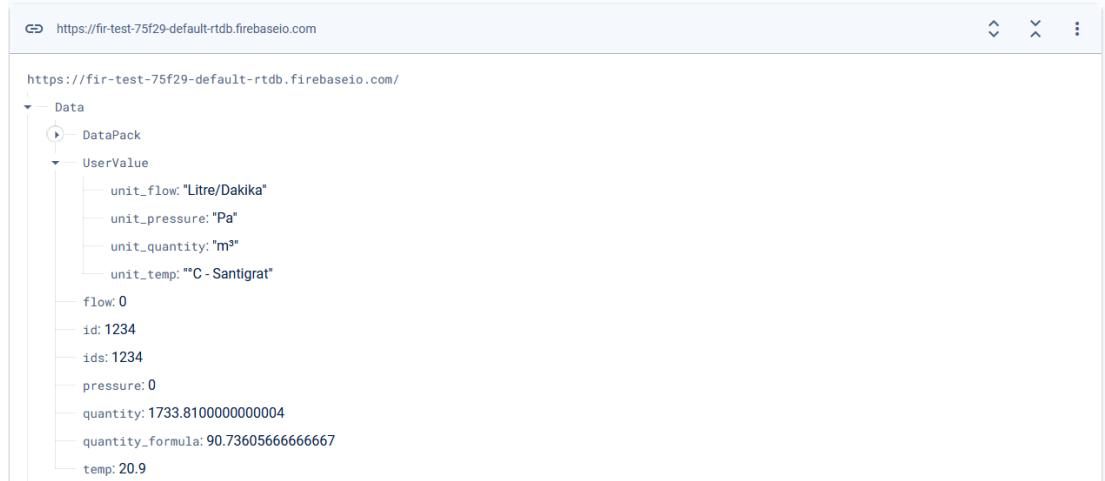 https://fir-test-75f29-default-rtdb.firebaseio.com
https://fir-test-75f29-default-rtdb.firebaseio.com/
Data
DataPack
UserValue
unit_flow: "Litre/Dakika"
unit_pressure: "Pa"
unit_quantity: "m³"
unit_temp: "°C - Santigrat"
flow: 0
id: 1234
ids: 1234
pressure: 0
quantity: 1733.8100000000004
quantity_formula: 90.73605666666667
temp: 20.9